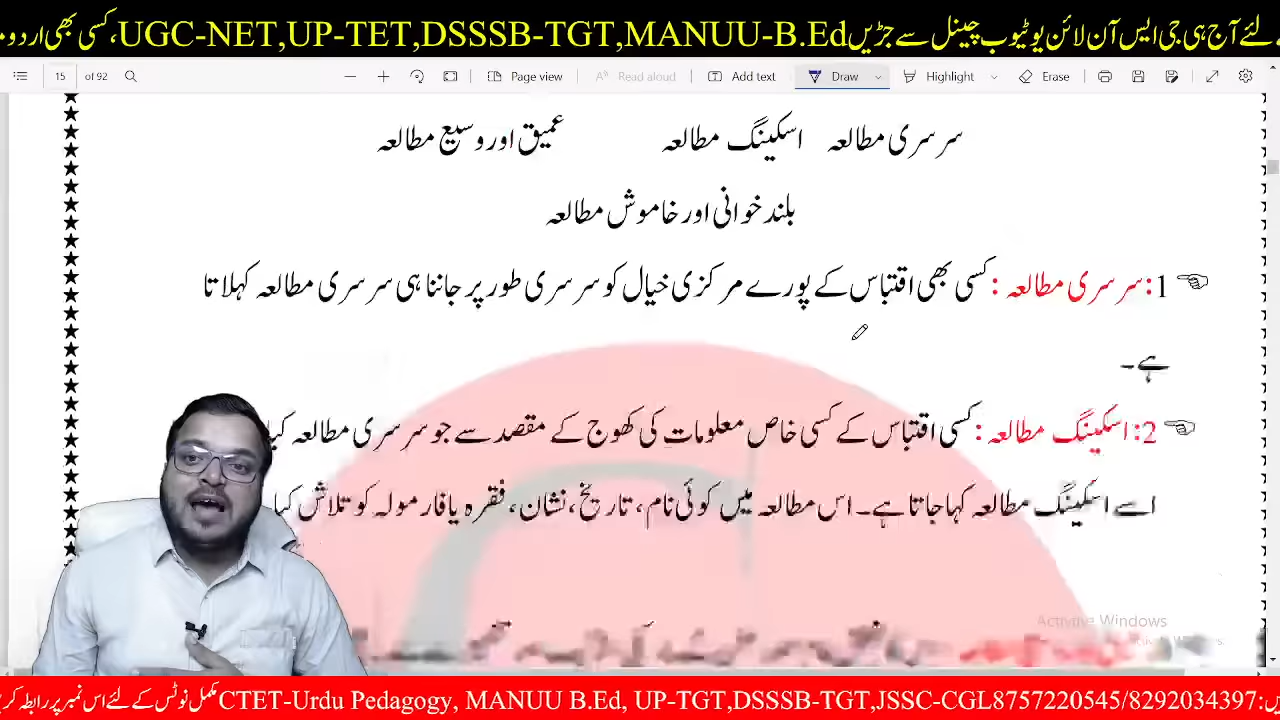 کے لئے آج ہی جی ایس آن لائن یوٹیوب چینل سے جڑیں UGC-NET,UP-TET,DSSSB-TGT,MANUU-B.Ed، کسی بھی اردو
15 of 92 Page view Read aloud Add text Draw Highlight Erase
سرسری مطالعہ اسکینگ مطالعہ عمیق اور وسیع مطالعہ
بلند خوانی اور خاموش مطالعہ
1: سرسری مطالعہ : کسی بھی اقتباس کے پورے مرکزی خیال کو سرسری طور پر جاننا ہی سرسری مطالعہ کہلاتا
ہے۔
2: اسکینگ مطالعہ : کسی اقتباس کے کسی خاص معلومات کی کھوج کے مقصد سے جو سرسری مطالعہ کیا
اسے اسکینگ مطالعہ کہا جاتا ہے۔ اس مطالعہ میں کوئی نام، تاریخ، نشان، فقرہ یا فارمولہ کو تلاش کیا
Activate Windows
CTET-Urdu Pedagogy, MANUU B.Ed, UP-TGT,DSSSB-TGT,JSSC-CGL مکمل نوٹس کے لئے اس نمبر پر رابطہ کریں:8757220545/8292034397